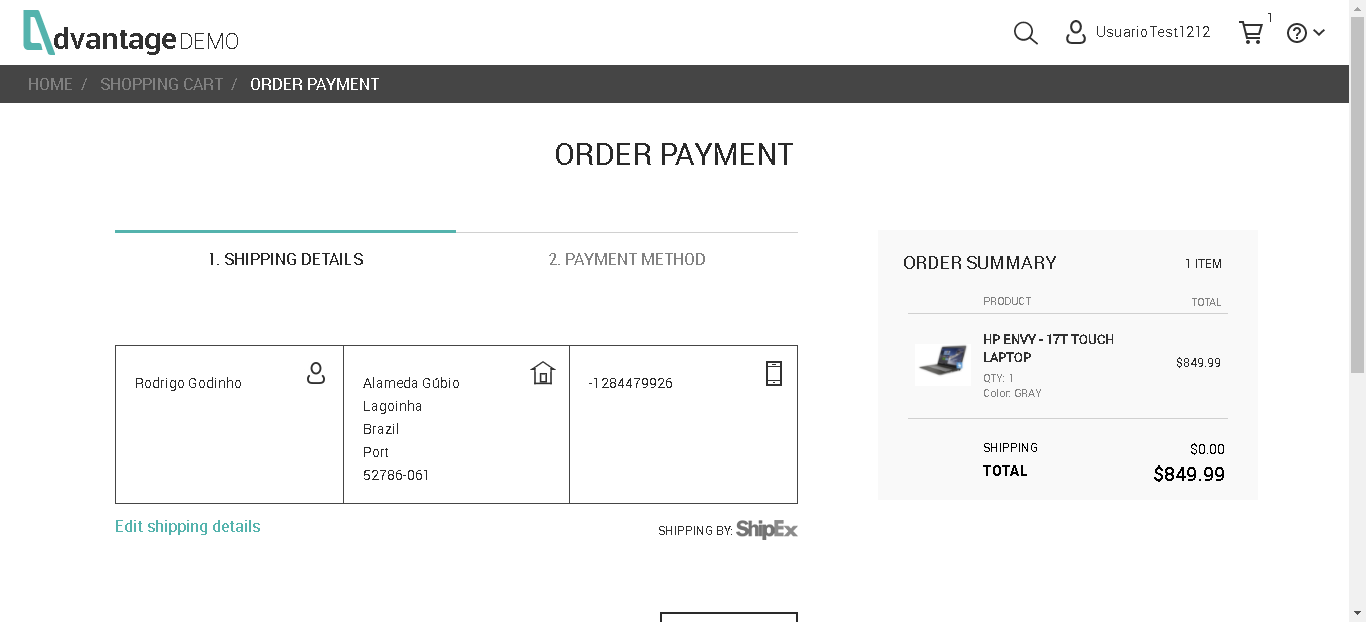 dvantage DEMO
UsuarioTest1212
1
HOME / SHOPPING CART / ORDER PAYMENT
ORDER PAYMENT
1. SHIPPING DETAILS
2. PAYMENT METHOD
Rodrigo Godinho
Alameda Gúbio
Lagoinha
Brazil
Port
52786-061
-1284479926
Edit shipping details
SHIPPING BY: ShipEx
ORDER SUMMARY
1 ITEM
PRODUCT
TOTAL
HP ENVY - 17T TOUCH
LAPTOP
QTY: 1
Color: GRAY
$849.99
SHIPPING
$0.00
TOTAL
$849.99